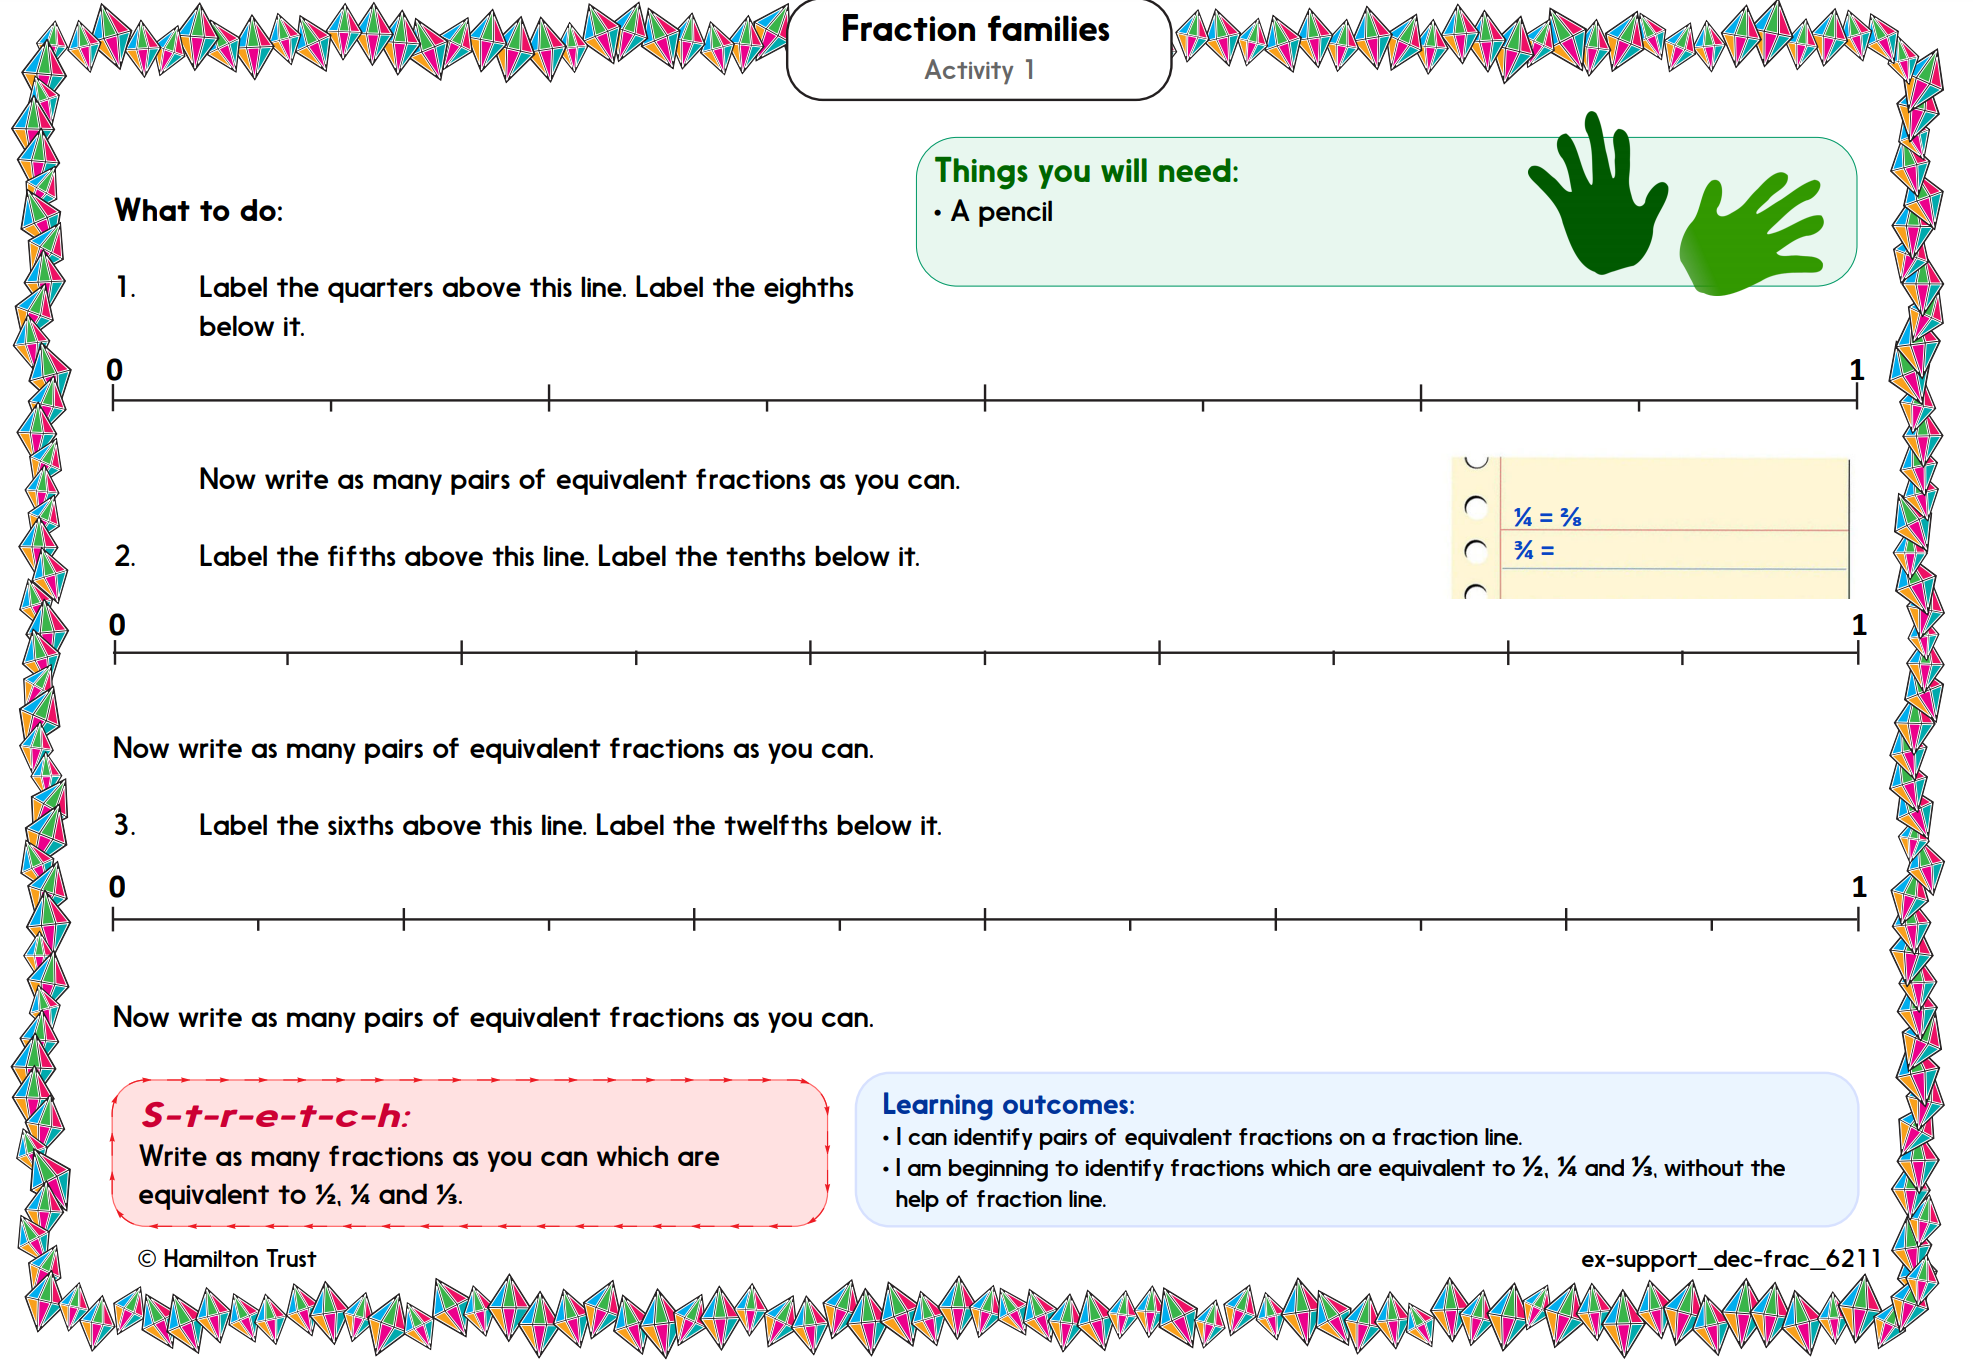 Fraction families
Activity 1
Things you will need:
• A pencil
What to do:
1. Label the quarters above this line. Label the eighths
below it.
0 1
Now write as many pairs of equivalent fractions as you can.
¼ = ²⁄₈
¾ =
2. Label the fifths above this line. Label the tenths below it.
0 1
Now write as many pairs of equivalent fractions as you can.
3. Label the sixths above this line. Label the twelfths below it.
0 1
Now write as many pairs of equivalent fractions as you can.
S-t-r-e-t-c-h:
Write as many fractions as you can which are
equivalent to ½, ¼ and ⅓.
Learning outcomes:
• I can identify pairs of equivalent fractions on a fraction line.
• I am beginning to identify fractions which are equivalent to ½, ¼ and ⅓, without the
help of fraction line.
© Hamilton Trust
ex-support_dec-frac_6211